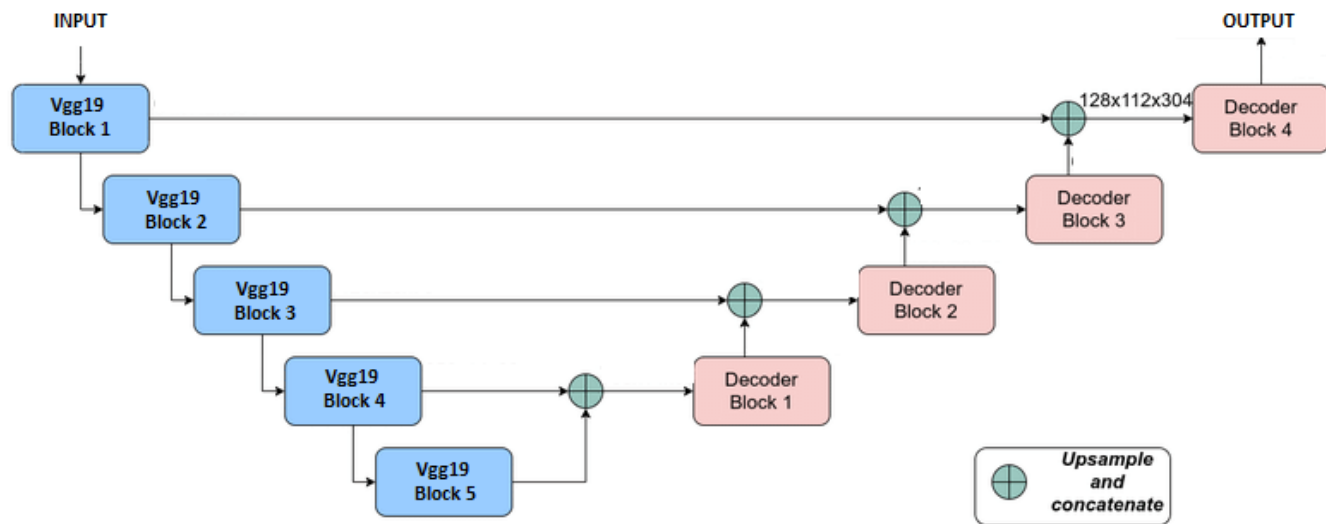 INPUT
OUTPUT
Vgg19
Block 1
128x112x304
Decoder
Block 4
Vgg19
Block 2
Decoder
Block 3
Vgg19
Block 3
Decoder
Block 2
Vgg19
Block 4
Decoder
Block 1
Vgg19
Block 5
Upsample
and
concatenate